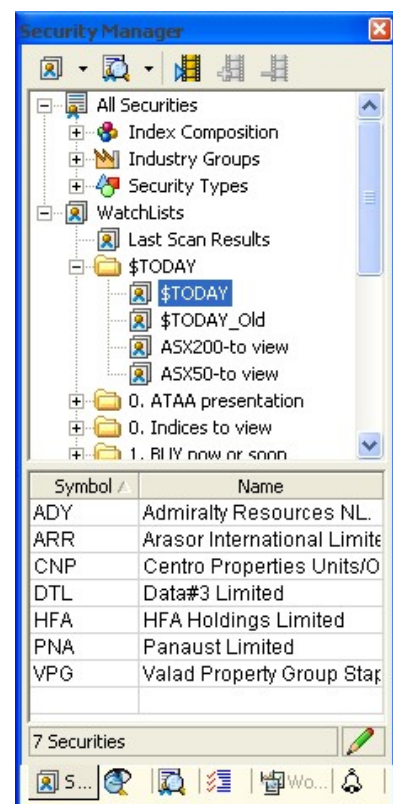 Security Manager
All Securities
Index Composition
Industry Groups
Security Types
WatchLists
Last Scan Results
$TODAY
$TODAY
$TODAY_Old
ASX200-to view
ASX50-to view
0. ATAA presentation
0. Indices to view
1. BUY now or soon
Symbol Name
ADY Admiralty Resources NL.
ARR Arasor International Limite
CNP Centro Properties Units/O
DTL Data#3 Limited
HFA HFA Holdings Limited
PNA Panaust Limited
VPG Valad Property Group Stap
7 Securities
S... Wo...